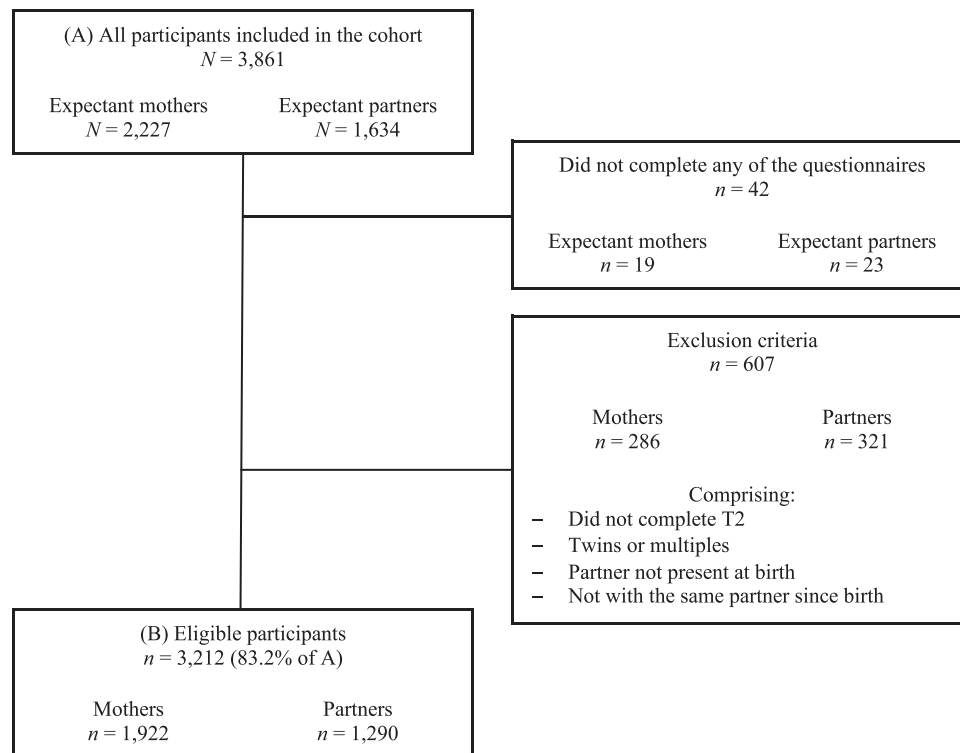 (A) All participants included in the cohort
N = 3,861
Expectant mothers Expectant partners
N = 2,227 N = 1,634
Did not complete any of the questionnaires
n = 42
Expectant mothers Expectant partners
n = 19 n = 23
Exclusion criteria
n = 607
Mothers Partners
n = 286 n = 321
Comprising:
– Did not complete T2
– Twins or multiples
– Partner not present at birth
– Not with the same partner since birth
(B) Eligible participants
n = 3,212 (83.2% of A)
Mothers Partners
n = 1,922 n = 1,290